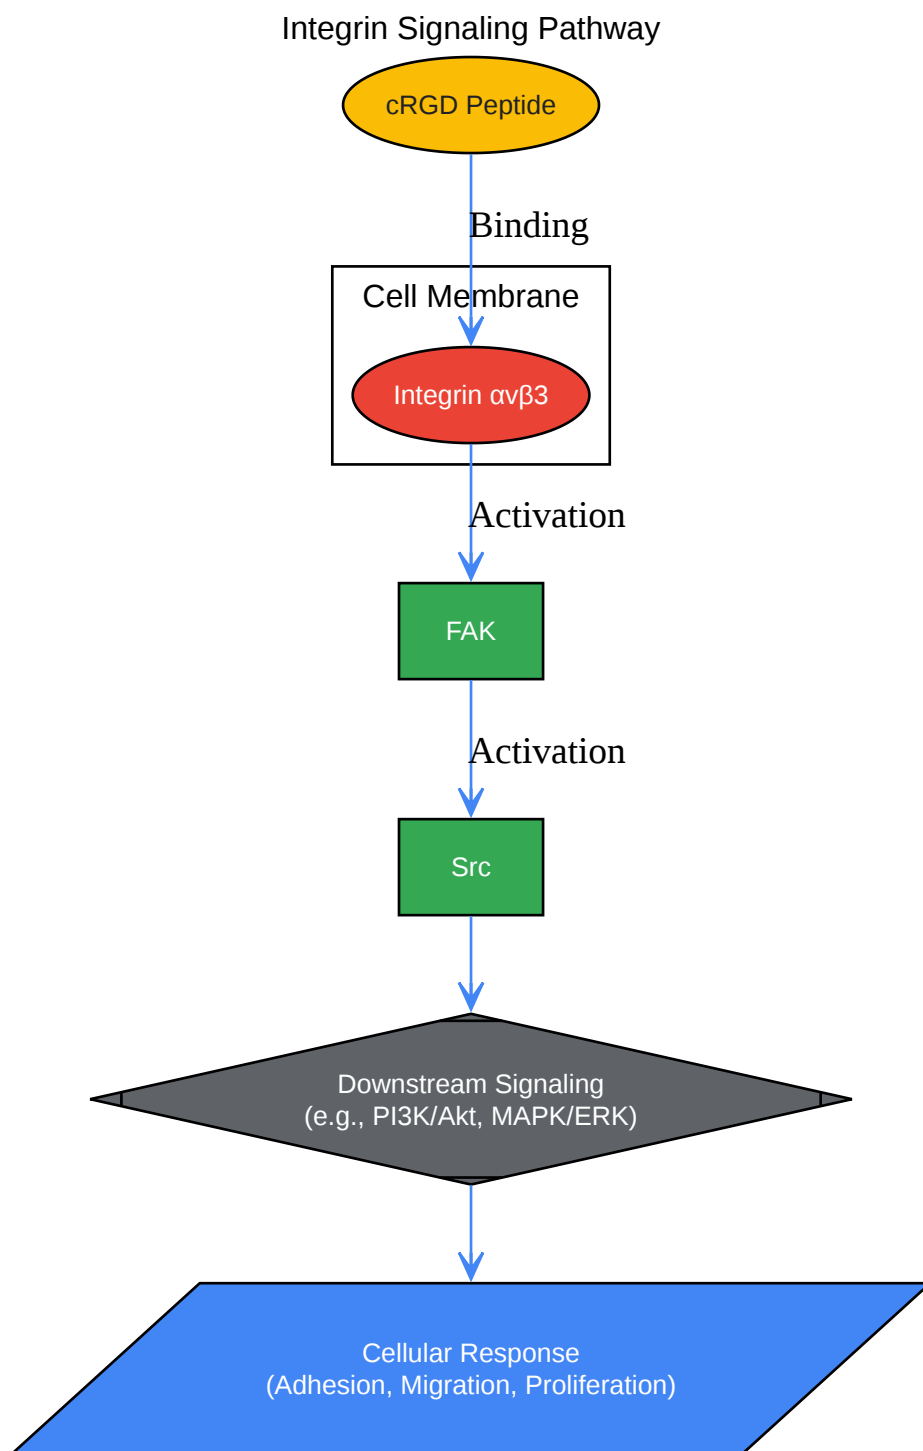 Integrin Signaling Pathway
cRGD Peptide
Binding
Cell Membrane
Integrin αvβ3
Activation
FAK
Activation
Src
Downstream Signaling
(e.g., PI3K/Akt, MAPK/ERK)
Cellular Response
(Adhesion, Migration, Proliferation)